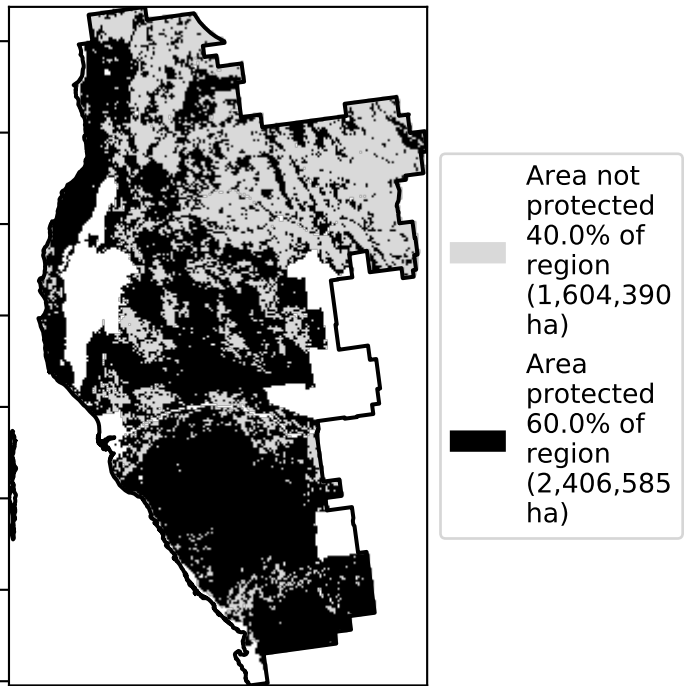 Area not
protected
40.0% of
region
(1,604,390
ha)
Area
protected
60.0% of
region
(2,406,585
ha)